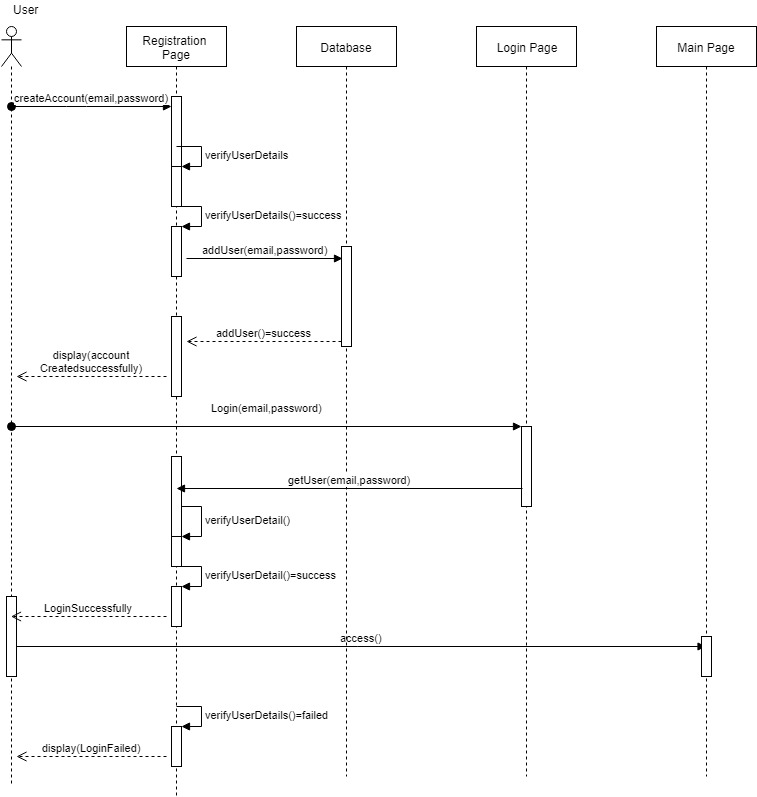 User
Registration
Page
Database
Login Page
Main Page
createAccount(email,password)
verifyUserDetails
verifyUserDetails()=success
addUser(email,password)
addUser()=success
display(account
Createdsuccessfully)
Login(email,password)
getUser(email,password)
verifyUserDetail()
verifyUserDetail()=success
LoginSuccessfully
access()
verifyUserDetails()=failed
display(LoginFailed)